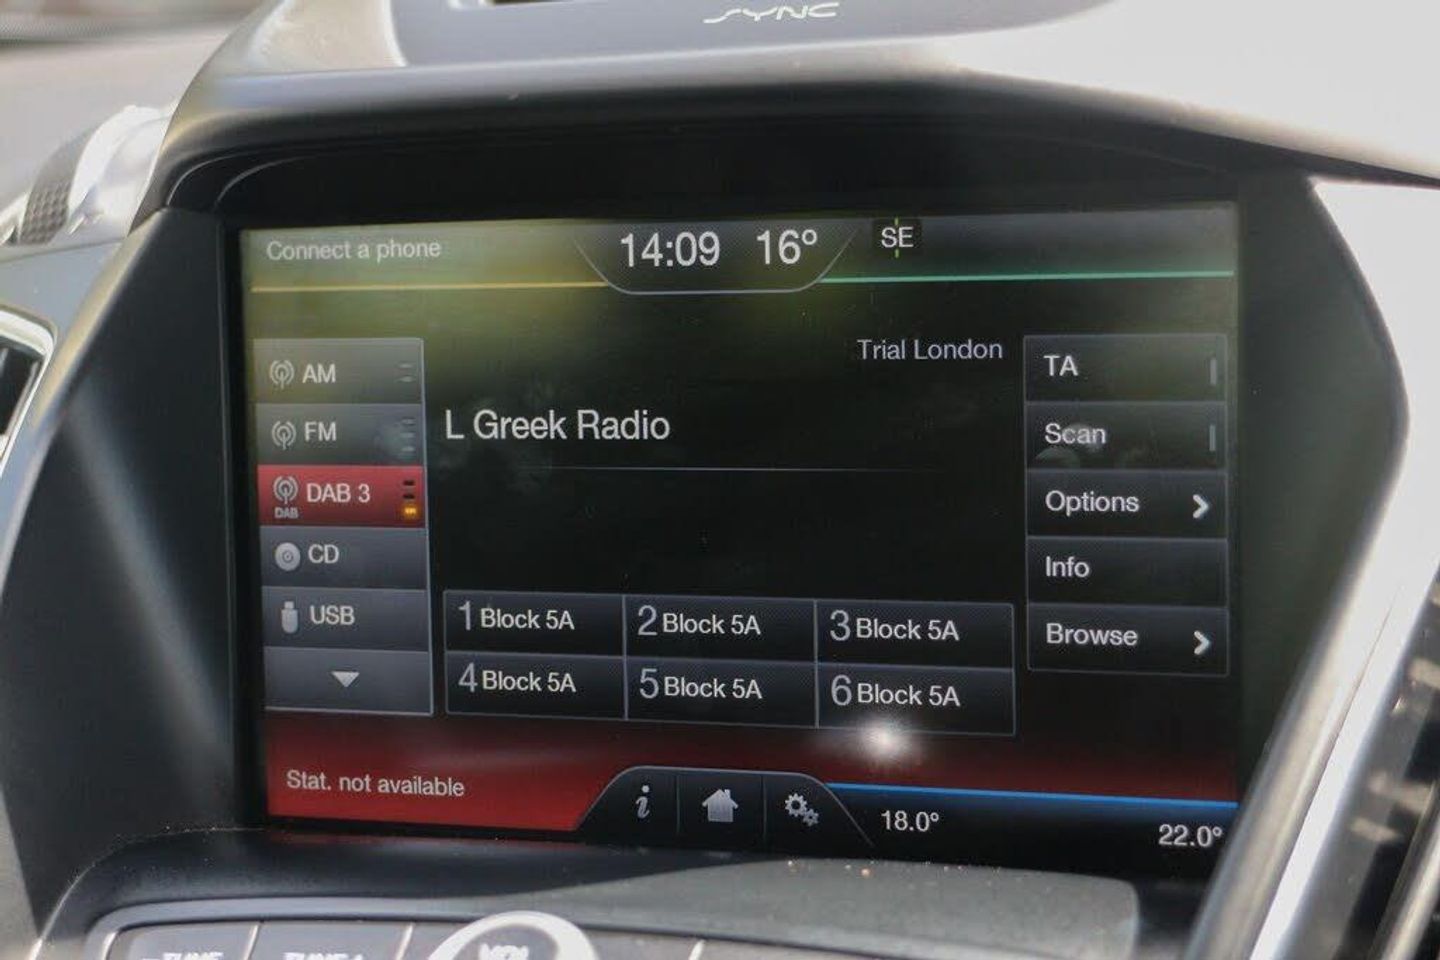 SYNC
Connect a phone
14:09 16°
SE
Trial London
AM
FM
DAB 3
DAB
CD
USB
L Greek Radio
TA
Scan
Options
Info
Browse
1 Block 5A
2 Block 5A
3 Block 5A
4 Block 5A
5 Block 5A
6 Block 5A
Stat. not available
i
18.0°
22.0°